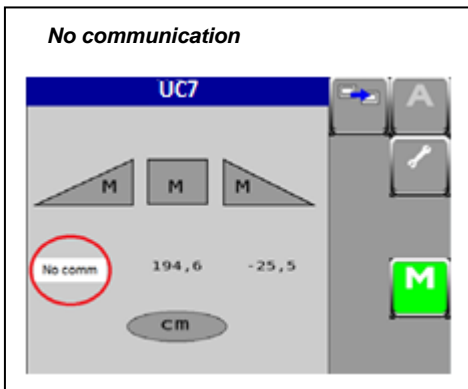 No communication
UC7
A
M M M
No comm 194,6 -25,5
M
cm